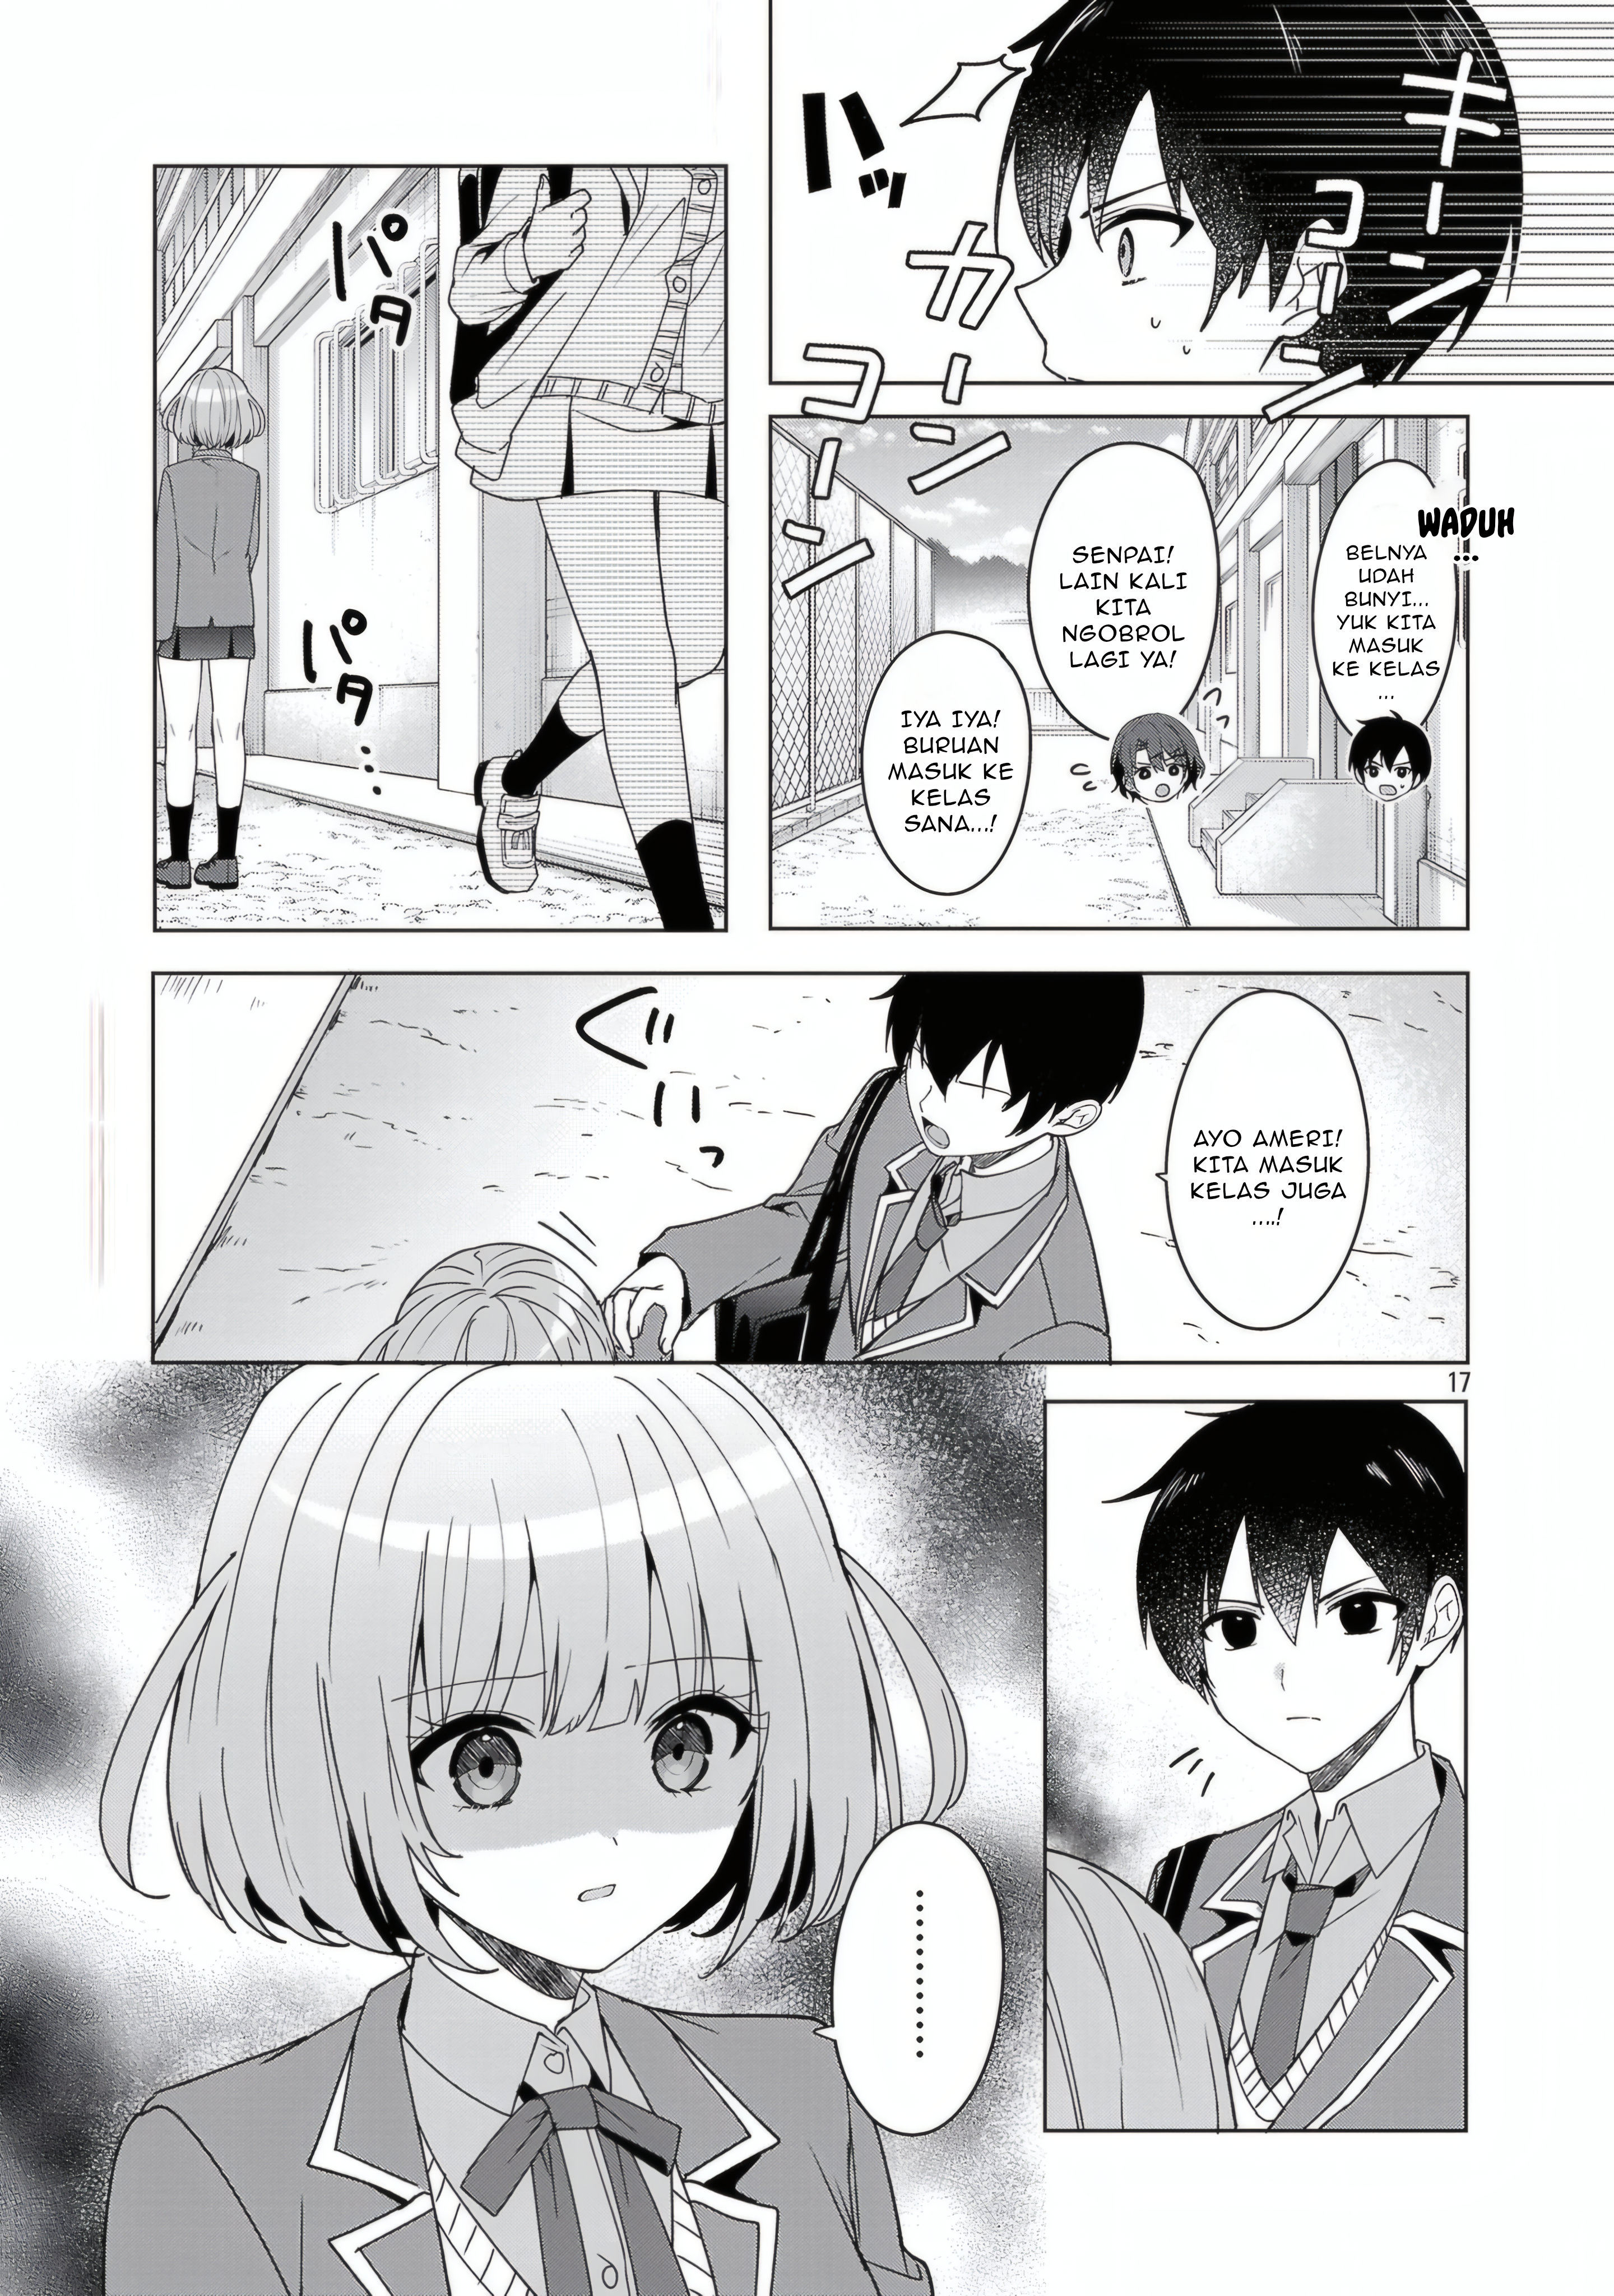 ハッ
キーン
コーン
カーン
コーン
WADUH
...
BELNYA
UDAH
BUNYI...
YUK KITA
MASUK
KE KELAS
...
SENPAI!
LAIN KALI
KITA
NGOBROL
LAGI YA!
IYA IYA!
BURUAN
MASUK KE
KELAS
SANA...!
パタ
パタ…
AYO AMERI!
KITA MASUK
KELAS JUGA
....!
ぐいっ
17
…………